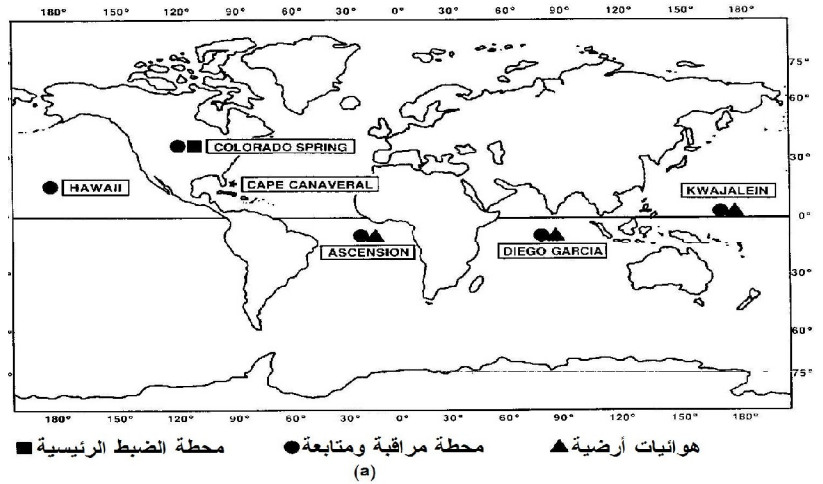 180° 150° 120° 90° 60° 30° 0° 30° 60° 90° 120° 150° 180°
75°
60°
COLORADO SPRING
30°
HAWAII
CAPE CANAVERAL
KWAJALEIN
0°
ASCENSION
DIEGO GARCIA
30°
60°
75°
180° 150° 120° 90° 60° 30° 0° 30° 60° 90° 120° 150° 180°
هوائيات أرضية محطة مراقبة ومتابعة محطة الضبط الرئيسية
(a)